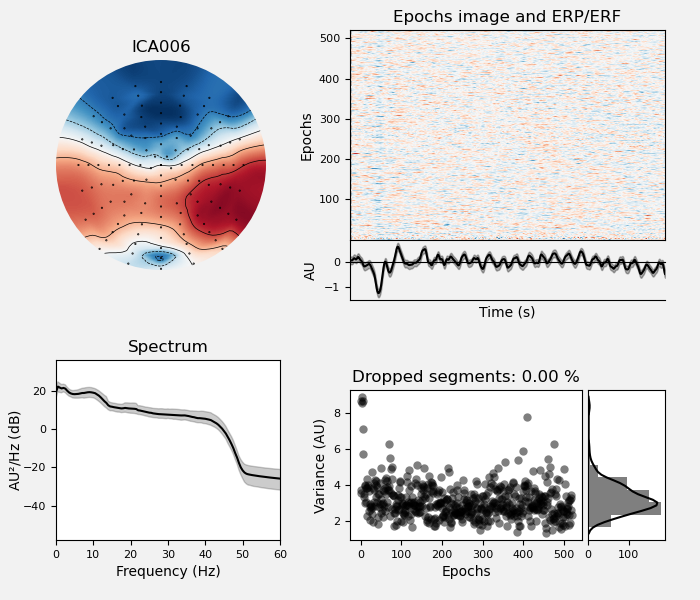 ICA006
Epochs image and ERP/ERF
Epochs
500
400
300
200
100
AU
0
−1
Time (s)
Spectrum
AU²/Hz (dB)
20
0
−20
−40
0 10 20 30 40 50 60
Frequency (Hz)
Dropped segments: 0.00 %
Variance (AU)
8
6
4
2
0 100 200 300 400 500
Epochs
0 100